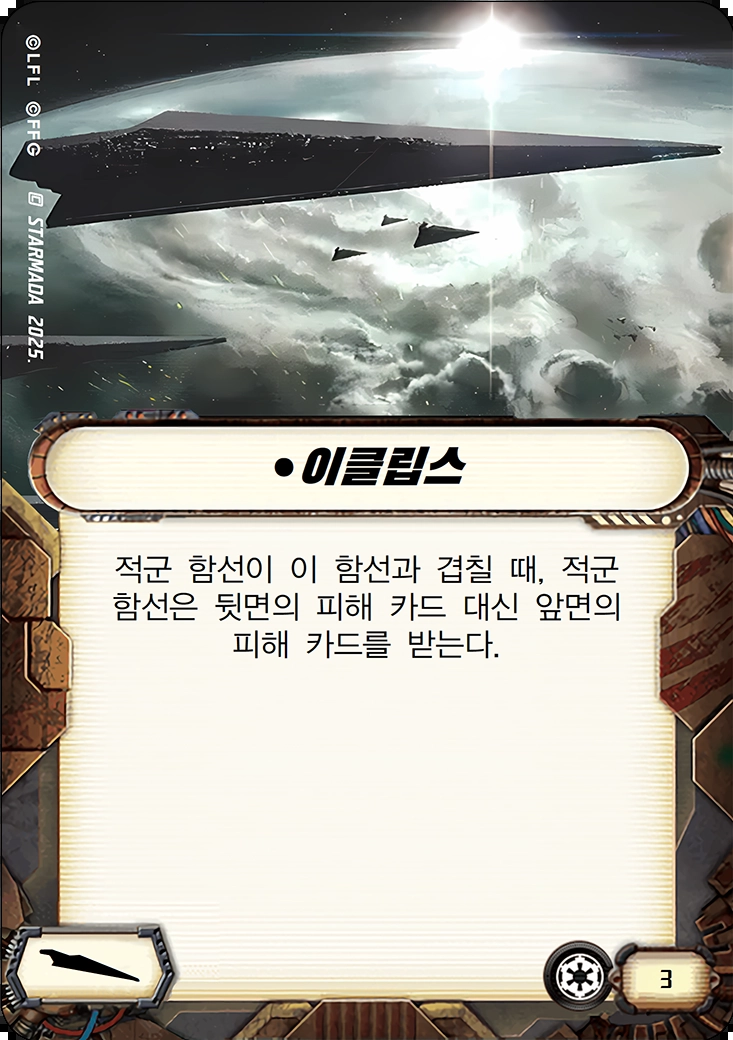 ©LFL ©FFG 🄲 STARMADA 2025.
•이클립스
적군 함선이 이 함선과 겹칠 때, 적군
함선은 뒷면의 피해 카드 대신 앞면의
피해 카드를 받는다.
3